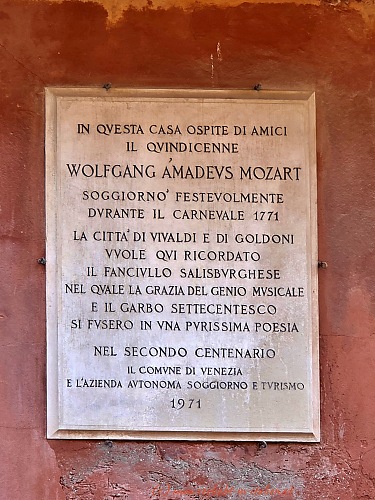 IN QVESTA CASA OSPITE DI AMICI
IL QVINDICENNE
WOLFGANG AMADEVS MOZART
SOGGIORNO' FESTEVOLMENTE
DVRANTE IL CARNEVALE 1771
LA CITTA' DI VIVALDI E DI GOLDONI
VVOLE QVI RICORDATO
IL FANCIVLLO SALISBVRGHESE
NEL QVALE LA GRAZIA DEL GENIO MVSICALE
E IL GARBO SETTECENTESCO
SI FVSERO IN VNA PVRISSIMA POESIA
NEL SECONDO CENTENARIO
IL COMVNE DI VENEZIA
E L'AZIENDA AVTONOMA SOGGIORNO E TVRISMO
1971